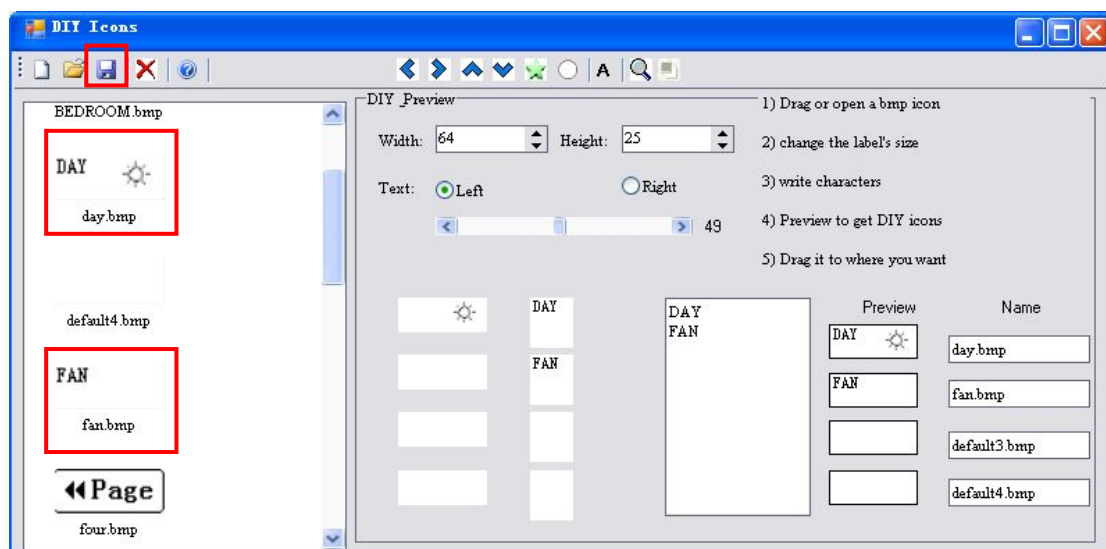 DIY Icons
A
BEDROOM.bmp
DAY
day.bmp
default4.bmp
FAN
fan.bmp
Page
four.bmp
DIY_Preview
Width: 64 Height: 25
Text: Left Right
49
1) Drag or open a bmp icon
2) change the label's size
3) write characters
4) Preview to get DIY icons
5) Drag it to where you want
DAY
FAN
DAY
FAN
Preview Name
DAY day.bmp
FAN fan.bmp
default3.bmp
default4.bmp